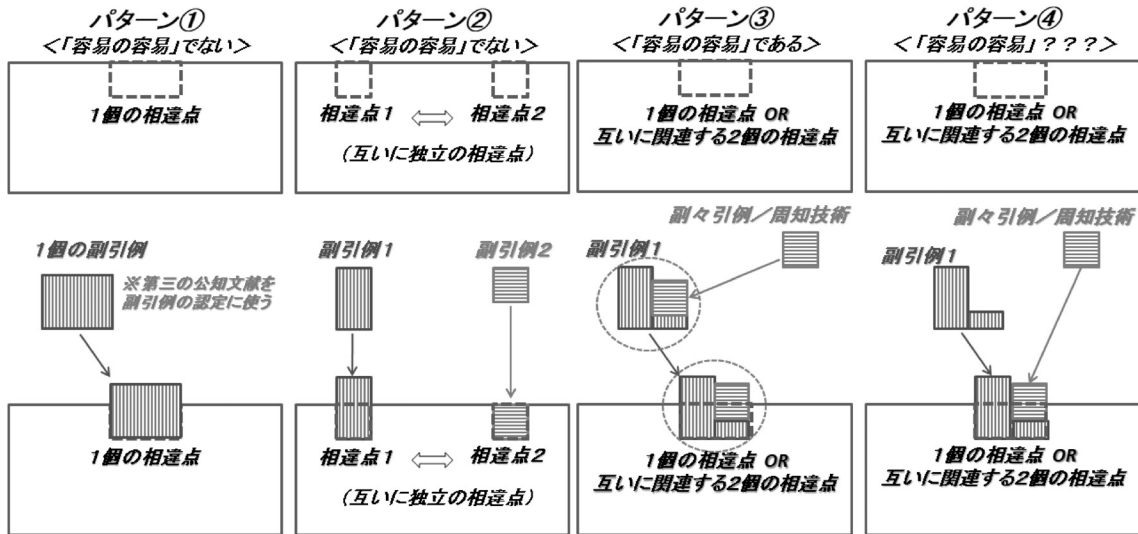 パターン①
<「容易の容易」でない>
1個の相違点
1個の副引例
※第三の公知文献を
副引例の認定に使う
1個の相違点
パターン②
<「容易の容易」でない>
相違点1 ⇔ 相違点2
(互いに独立の相違点)
副引例1
副引例2
相違点1 ⇔ 相違点2
(互いに独立の相違点)
パターン③
<「容易の容易」である>
1個の相違点 OR
互いに関連する2個の相違点
副々引例/周知技術
副引例1
1個の相違点 OR
互いに関連する2個の相違点
パターン④
<「容易の容易」???>
1個の相違点 OR
互いに関連する2個の相違点
副々引例/周知技術
副引例1
1個の相違点 OR
互いに関連する2個の相違点